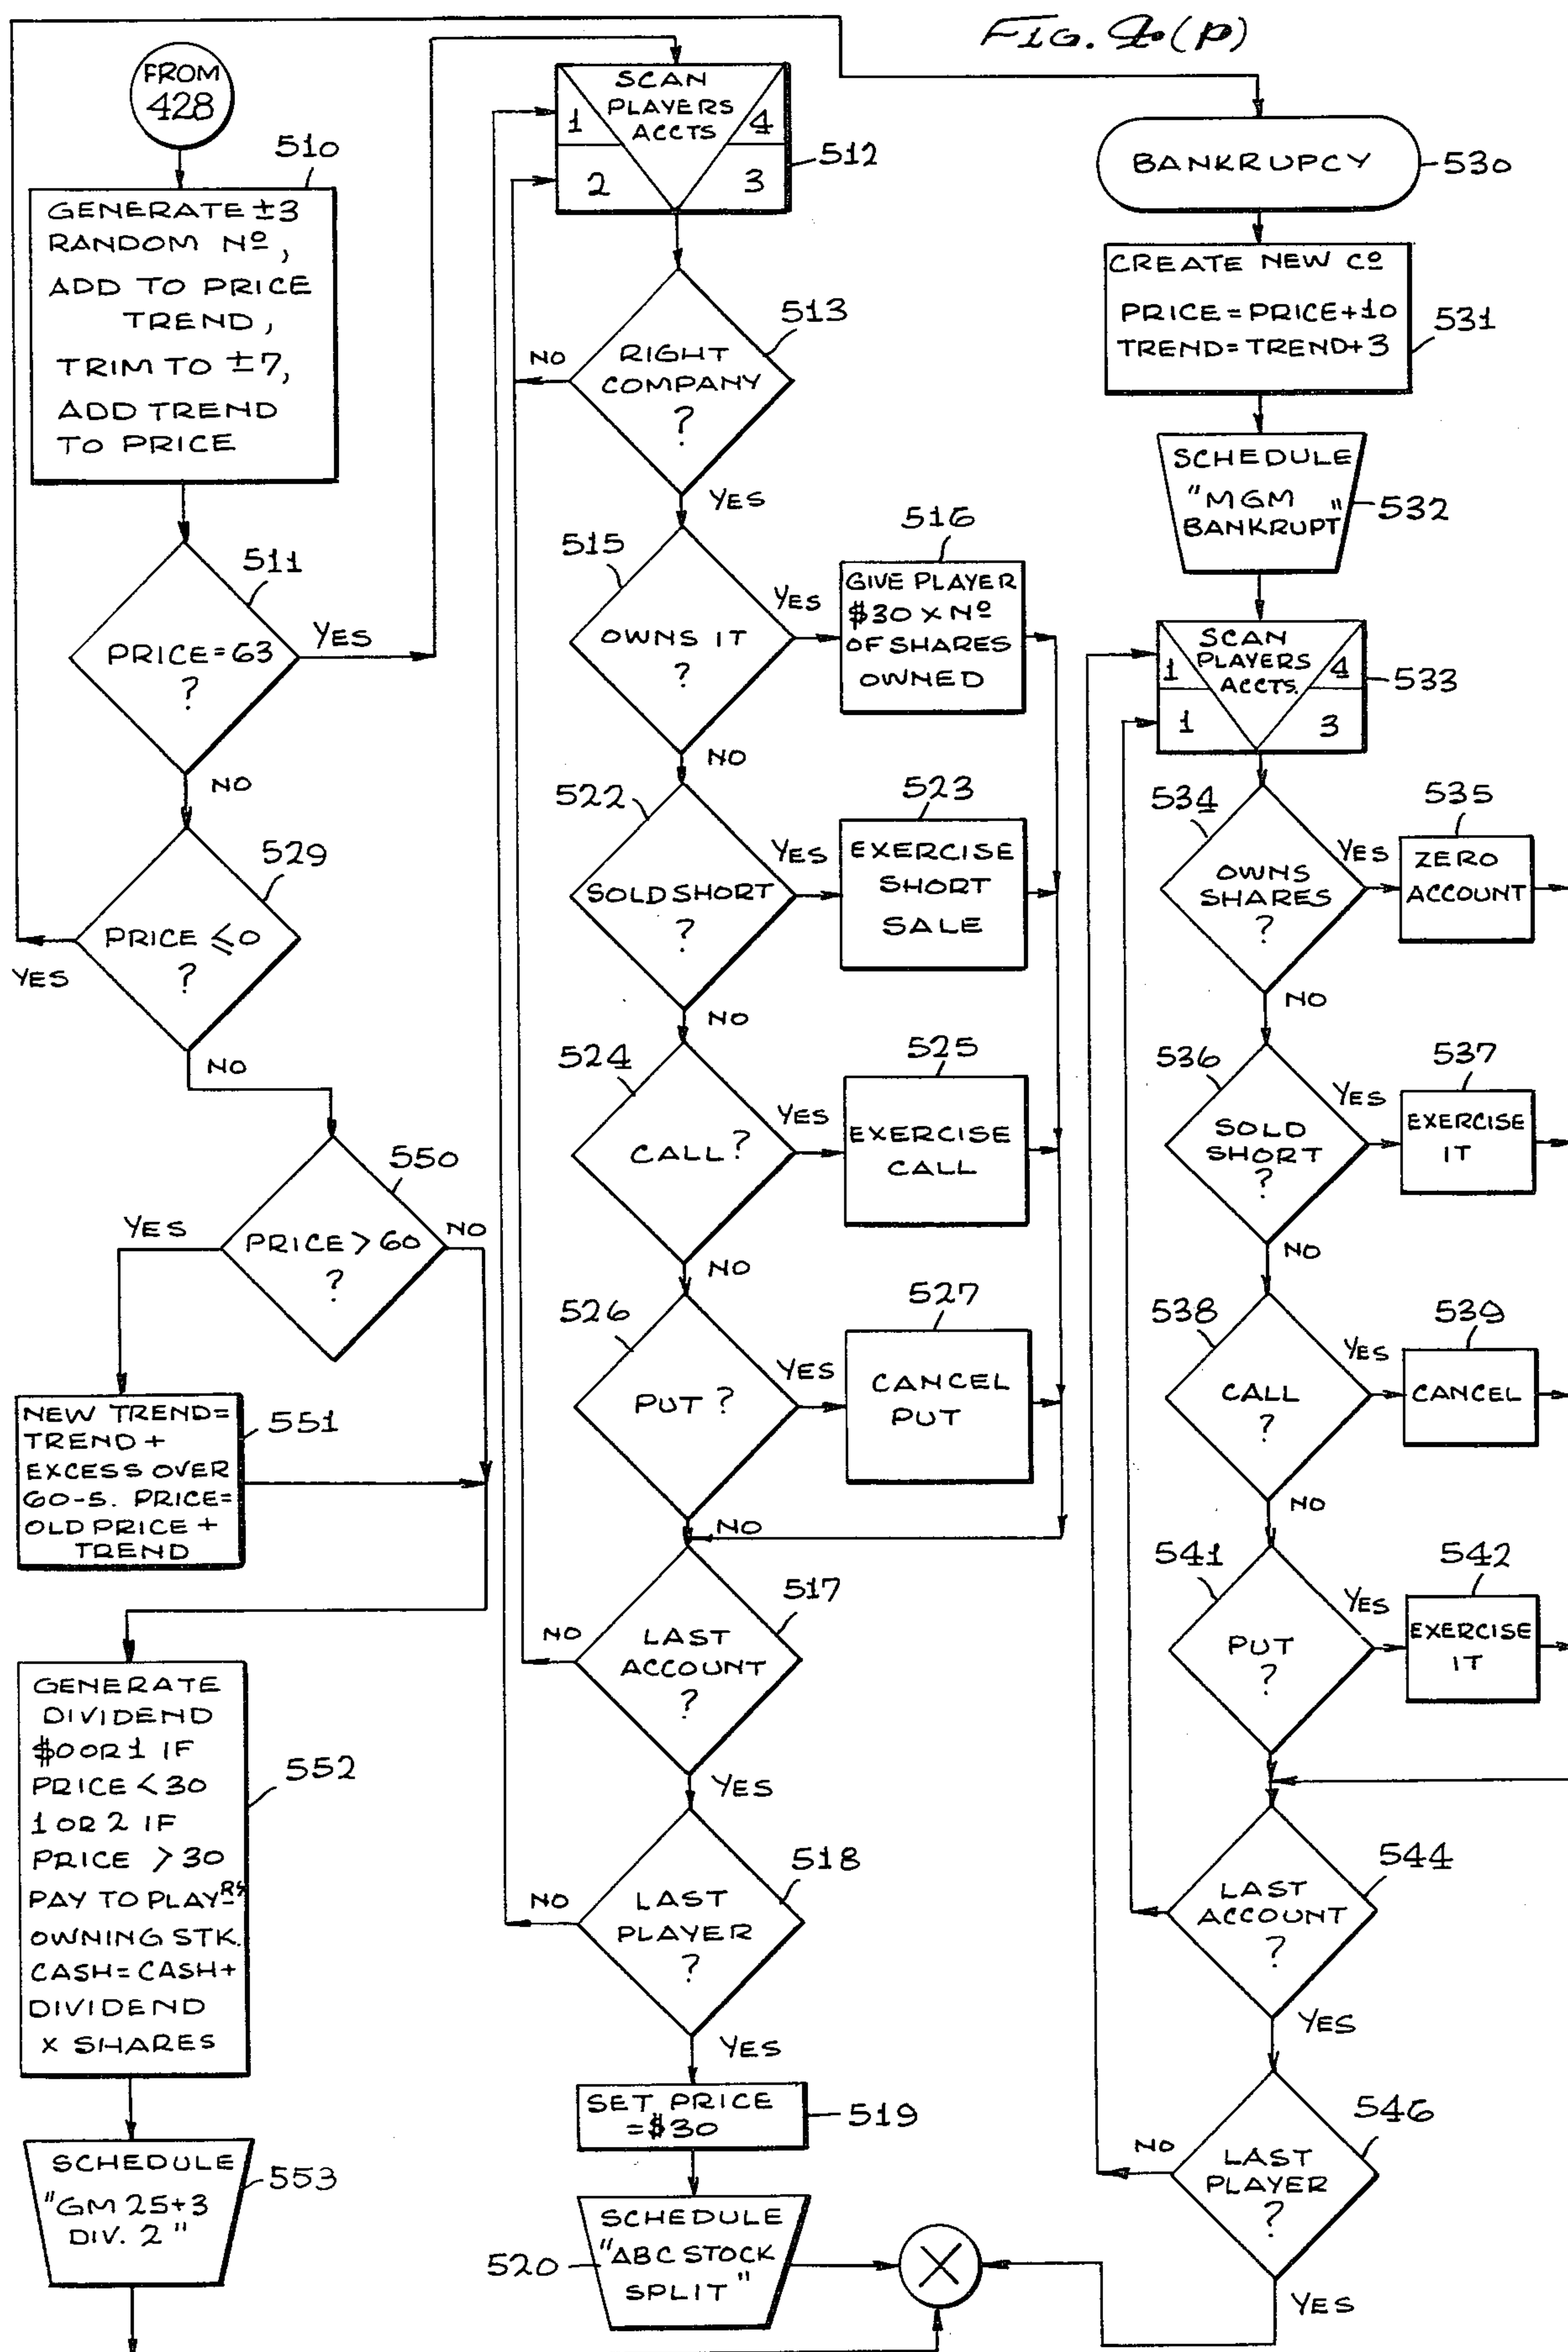 FIG. 9(p)
FROM
428
510
GENERATE ±3
RANDOM Nº,
ADD TO PRICE
TREND,
TRIM TO ±7,
ADD TREND
TO PRICE
511
PRICE=63
?
YES
NO
529
PRICE ≤0
?
YES
NO
550
YES
PRICE > 60
?
NO
NEW TREND=
TREND +
EXCESS OVER
60-5. PRICE=
OLD PRICE +
TREND
551
GENERATE
DIVIDEND
$0 OR 1 IF
PRICE < 30
1 OR 2 IF
PRICE > 30
PAY TO PLAYRS
OWNING STK.
CASH = CASH +
DIVIDEND
X SHARES
552
SCHEDULE
"GM 25+3
DIV. 2"
553
SCAN
PLAYERS
ACCTS
1
4
2
3
512
513
NO
RIGHT
COMPANY
?
YES
515
OWNS IT
?
YES
516
GIVE PLAYER
$30 X Nº
OF SHARES
OWNED
NO
522
SOLD SHORT
?
YES
523
EXERCISE
SHORT
SALE
NO
524
CALL?
YES
525
EXERCISE
CALL
NO
526
PUT ?
YES
527
CANCEL
PUT
NO
517
NO
LAST
ACCOUNT
?
YES
518
NO
LAST
PLAYER
?
YES
SET PRICE
=$30
519
SCHEDULE
"ABC STOCK
SPLIT"
520
BANKRUPCY
530
CREATE NEW Cº
PRICE = PRICE+10
TREND = TREND+3
531
SCHEDULE
"MGM
BANKRUPT"
532
SCAN
PLAYERS
ACCTS.
1
4
1
3
533
534
OWNS
SHARES
?
YES
535
ZERO
ACCOUNT
NO
536
SOLD
SHORT
?
YES
537
EXERCISE
IT
NO
538
CALL
?
YES
539
CANCEL
NO
541
PUT
?
YES
542
EXERCISE
IT
544
LAST
ACCOUNT
?
YES
546
NO
LAST
PLAYER
?
YES